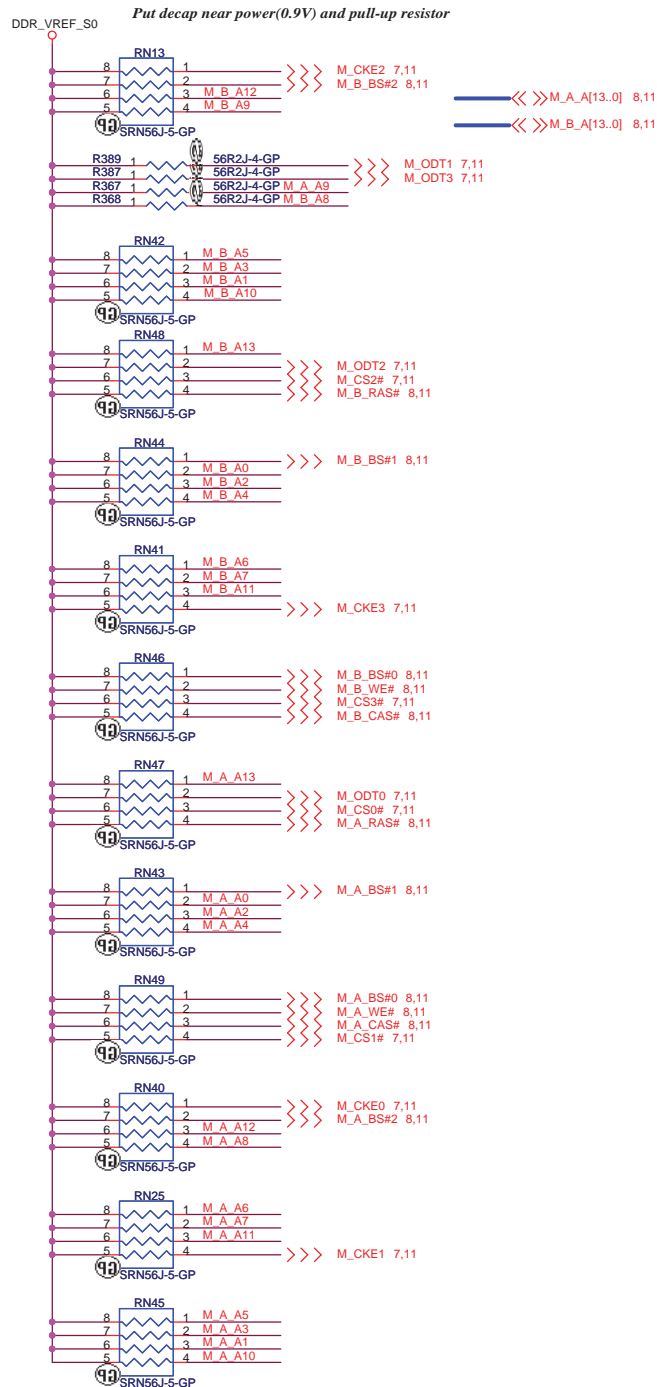 Put decap near power(0.9V) and pull-up resistor
DDR_VREF_S0
RN13
8 1 M_CKE2 7,11
7 2 M_B_BS#2 8,11
6 3 M_B_A12
5 4 M_B_A9
SRN56J-5-GP
M_A_A[13..0] 8,11
M_B_A[13..0] 8,11
R389 1 56R2J-4-GP M_ODT1 7,11
R387 1 56R2J-4-GP M_ODT3 7,11
R367 1 56R2J-4-GP M_A_A9
R368 1 56R2J-4-GP M_B_A8
RN42
8 1 M_B_A5
7 2 M_B_A3
6 3 M_B_A1
5 4 M_B_A10
GP
SRN56J-5-GP
RN48
8 1 M_B_A13
7 2 M_ODT2 7,11
6 3 M_CS2# 7,11
5 4 M_B_RAS# 8,11
GP
SRN56J-5-GP
RN44
8 1 M_B_BS#1 8,11
7 2 M_B_A0
6 3 M_B_A2
5 4 M_B_A4
GP
SRN56J-5-GP
RN41
8 1 M_B_A6
7 2 M_B_A7
6 3 M_B_A11
5 4 M_CKE3 7,11
GP
SRN56J-5-GP
RN46
8 1 M_B_BS#0 8,11
7 2 M_B_WE# 8,11
6 3 M_CS3# 7,11
5 4 M_B_CAS# 8,11
GP
SRN56J-5-GP
RN47
8 1 M_A_A13
7 2 M_ODT0 7,11
6 3 M_CS0# 7,11
5 4 M_A_RAS# 8,11
GP
SRN56J-5-GP
RN43
8 1 M_A_BS#1 8,11
7 2 M_A_A0
6 3 M_A_A2
5 4 M_A_A4
GP
SRN56J-5-GP
RN49
8 1 M_A_BS#0 8,11
7 2 M_A_WE# 8,11
6 3 M_A_CAS# 8,11
5 4 M_CS1# 7,11
GP
SRN56J-5-GP
RN40
8 1 M_CKE0 7,11
7 2 M_A_BS#2 8,11
6 3 M_A_A12
5 4 M_A_A8
GP
SRN56J-5-GP
RN25
8 1 M_A_A6
7 2 M_A_A7
6 3 M_A_A11
5 4 M_CKE1 7,11
GP
SRN56J-5-GP
RN45
8 1 M_A_A5
7 2 M_A_A3
6 3 M_A_A1
5 4 M_A_A10
GP
SRN56J-5-GP